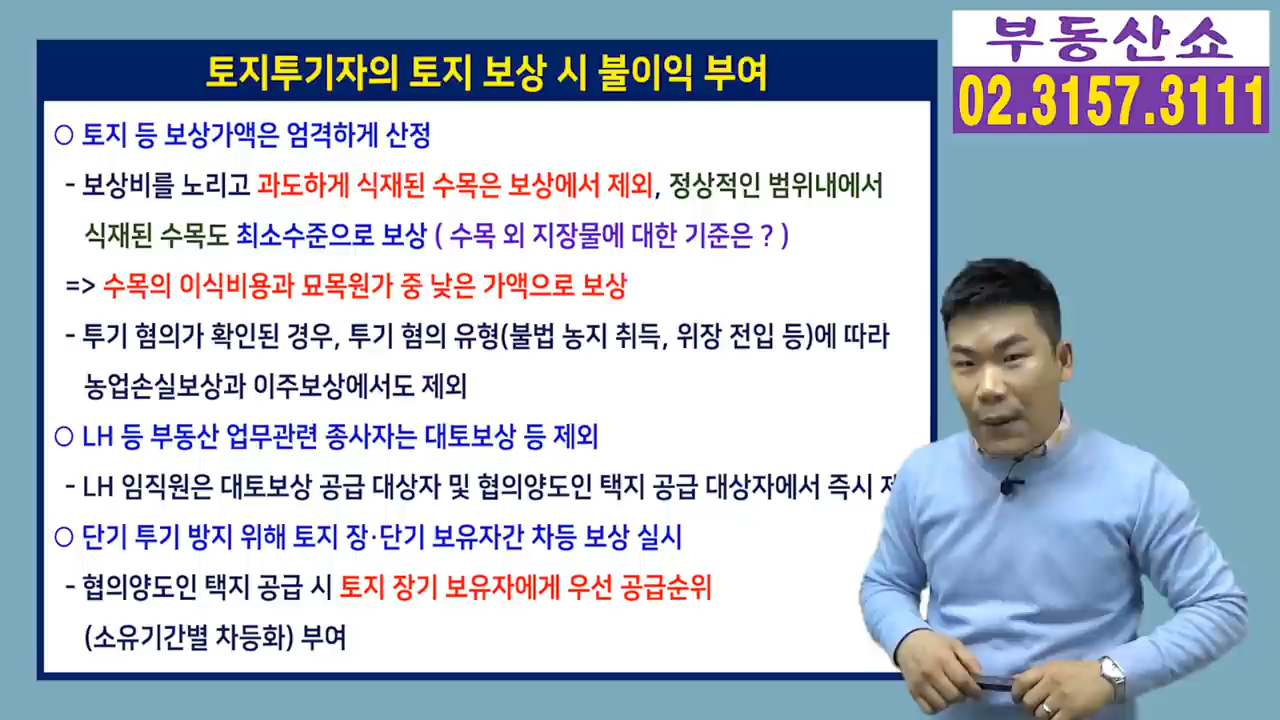 부동산쇼
02.3157.3111
토지투기자의 토지 보상 시 불이익 부여
○ 토지 등 보상가액은 엄격하게 산정
- 보상비를 노리고 과도하게 식재된 수목은 보상에서 제외, 정상적인 범위내에서
식재된 수목도 최소수준으로 보상 ( 수목 외 지장물에 대한 기준은 ? )
=> 수목의 이식비용과 묘목원가 중 낮은 가액으로 보상
- 투기 혐의가 확인된 경우, 투기 혐의 유형(불법 농지 취득, 위장 전입 등)에 따라
농업손실보상과 이주보상에서도 제외
○ LH 등 부동산 업무관련 종사자는 대토보상 등 제외
- LH 임직원은 대토보상 공급 대상자 및 협의양도인 택지 공급 대상자에서 즉시
○ 단기 투기 방지 위해 토지 장·단기 보유자간 차등 보상 실시
- 협의양도인 택지 공급 시 토지 장기 보유자에게 우선 공급순위
(소유기간별 차등화) 부여